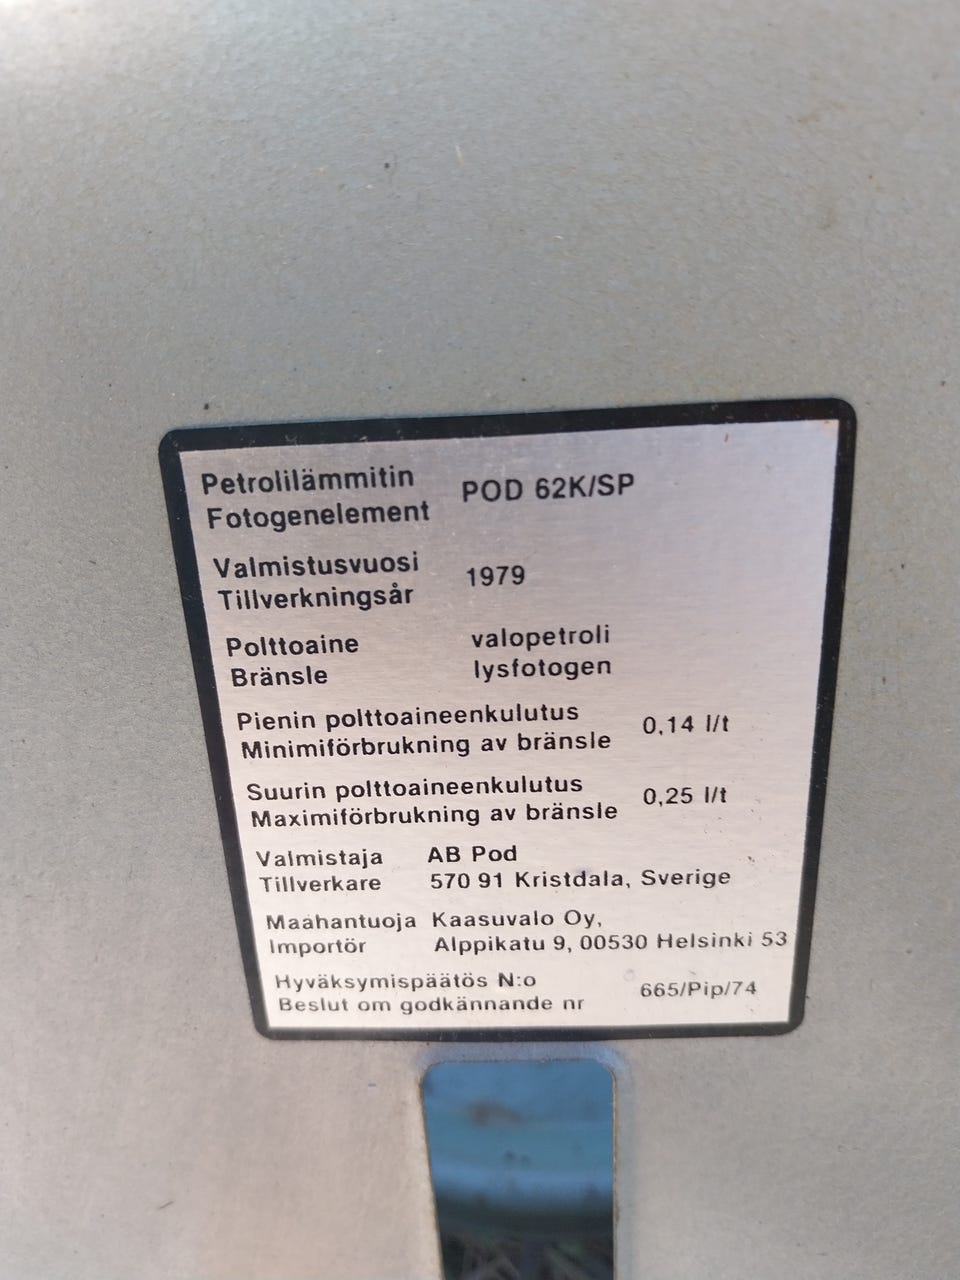 Petrolilämmitin
Fotogenelement
POD 62K/SP
Valmistusvuosi
Tillverkningsår
1979
Polttoaine
valopetroli
Bränsle
lysfotogen
Pienin polttoaineenkulutus
Minimiförbrukning av bränsle
0,14 l/t
Suurin polttoaineenkulutus
Maximiförbrukning av bränsle
0,25 l/t
Valmistaja AB Pod
Tillverkare 570 91 Kristdala, Sverige
Maahantuoja Kaasuvalo Oy,
Importör Alppikatu 9, 00530 Helsinki 53
Hyväksymispäätös N:o
Beslut om godkännande nr
665/Pip/74